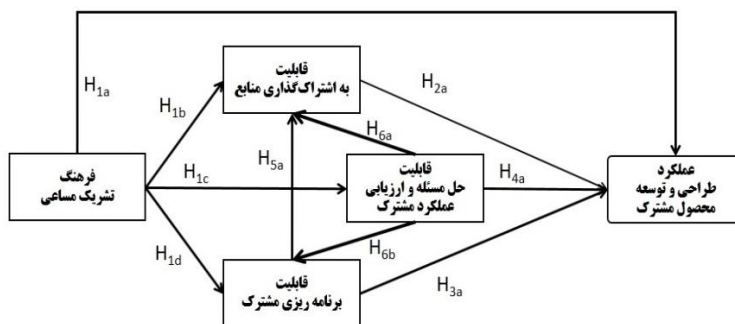 قابلیت
به اشتراک‌گذاری منابع
H1a
H1b
H2a
H6a
H5a
فرهنگ
تشریک مساعی
H1c
قابلیت
حل مسئله و ارزیابی
عملکرد مشترک
H4a
عملکرد
طراحی و توسعه
محصول مشترک
H1d
H6b
قابلیت
برنامه ریزی مشترک
H3a